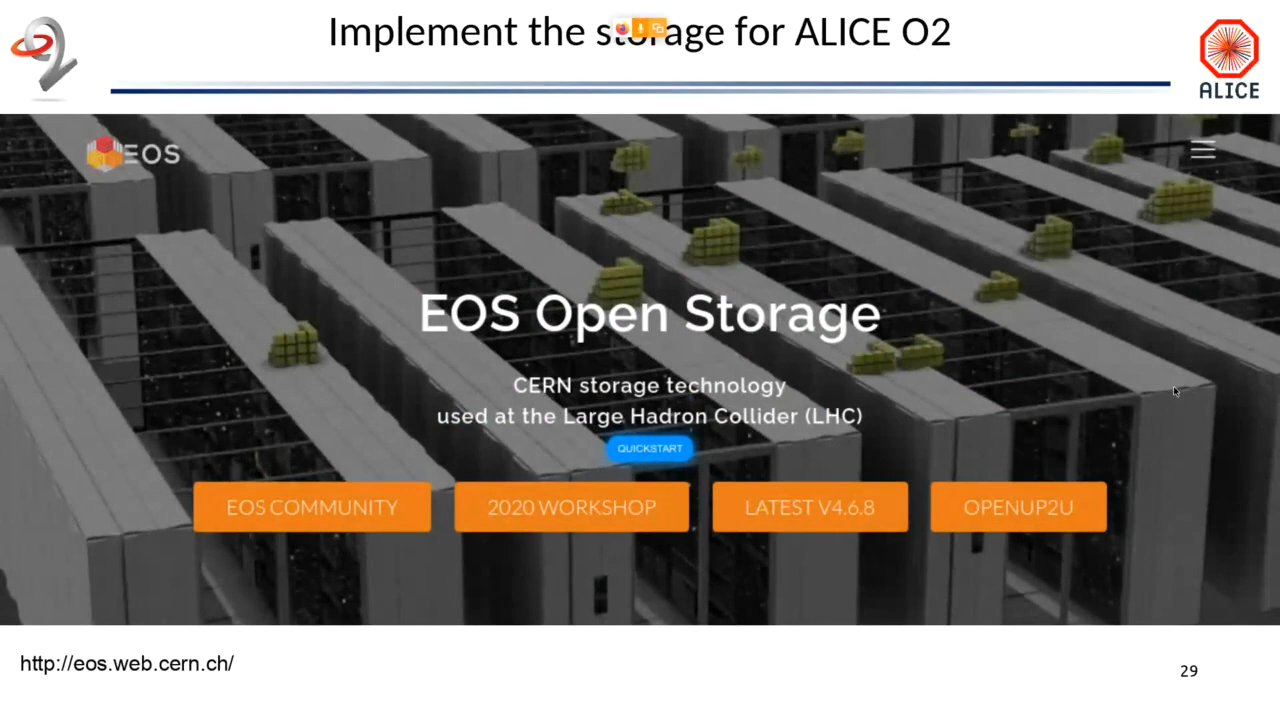 Implement the storage for ALICE O2
ALICE
EOS
EOS Open Storage
CERN storage technology
used at the Large Hadron Collider (LHC)
QUICKSTART
EOS COMMUNITY
2020 WORKSHOP
LATEST V4.6.8
OPENUP2U
http://eos.web.cern.ch/
29